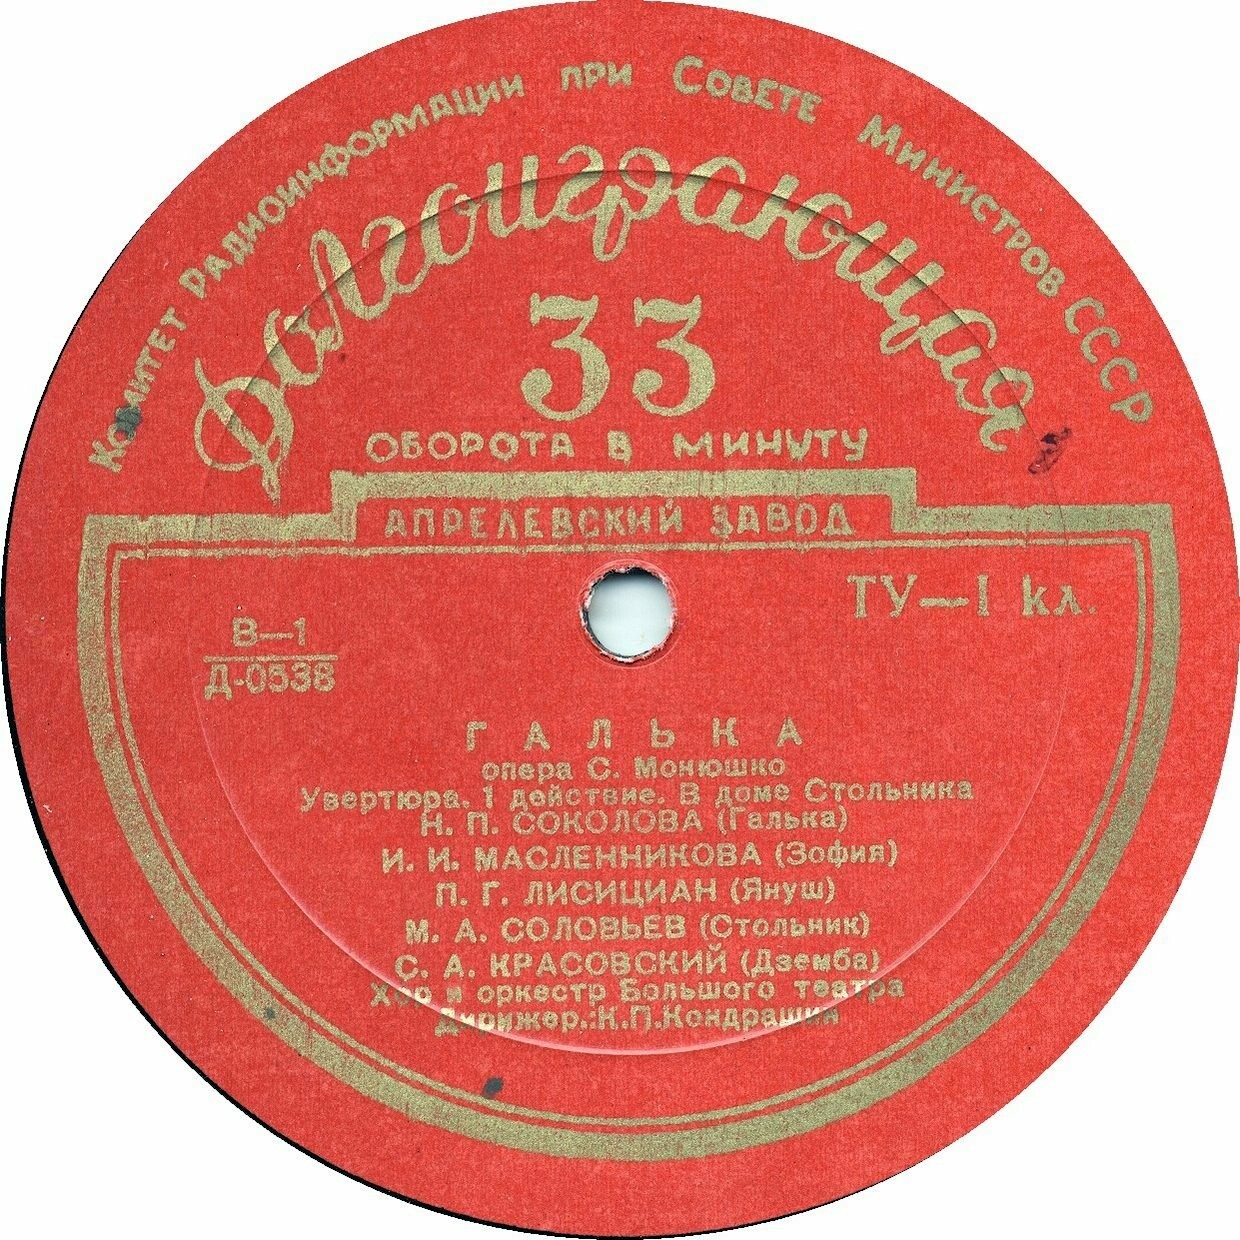 Комитет Радиоинформации при Совете Министров СССР
Долгоиграющая
33
ОБОРОТА В МИНУТУ
АПРЕЛЕВСКИЙ ЗАВОД
ТУ—I кл.
В—1
Д-0538
ГАЛЬКА
опера С. Монюшко
Увертюра. 1 действие. В доме Стольника
Н. П. СОКОЛОВА (Галька)
И. И. МАСЛЕННИКОВА (Зофия)
П. Г. ЛИСИЦИАН (Януш)
М. А. СОЛОВЬЕВ (Стольник)
С. А. КРАСОВСКИЙ (Дземба)
Хор и оркестр Большого театра
Дирижер.:К.П.Кондрашин